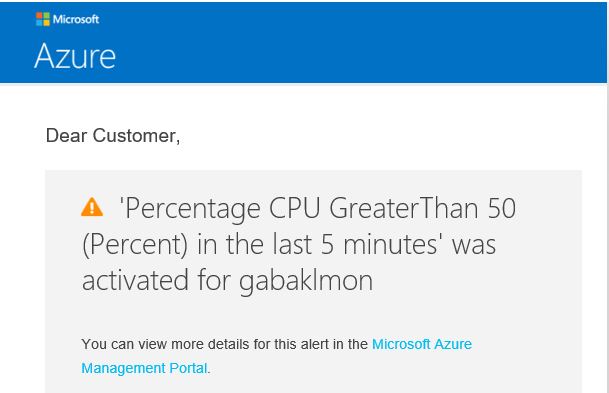 Microsoft
Azure
Dear Customer,
'Percentage CPU GreaterThan 50
(Percent) in the last 5 minutes' was
activated for gabaklmon
You can view more details for this alert in the Microsoft Azure
Management Portal.